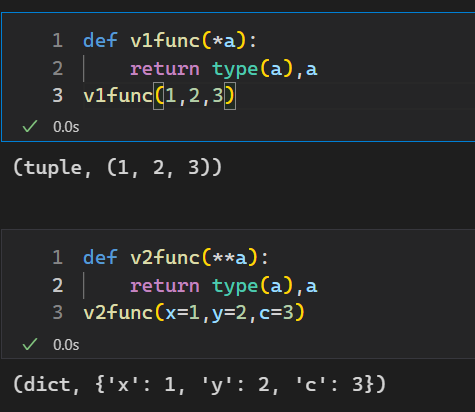 1 def v1func(*a):
2     return type(a),a
3 v1func(1,2,3)
✓ 0.0s
(tuple, (1, 2, 3))
1 def v2func(**a):
2     return type(a),a
3 v2func(x=1,y=2,c=3)
✓ 0.0s
(dict, {'x': 1, 'y': 2, 'c': 3})